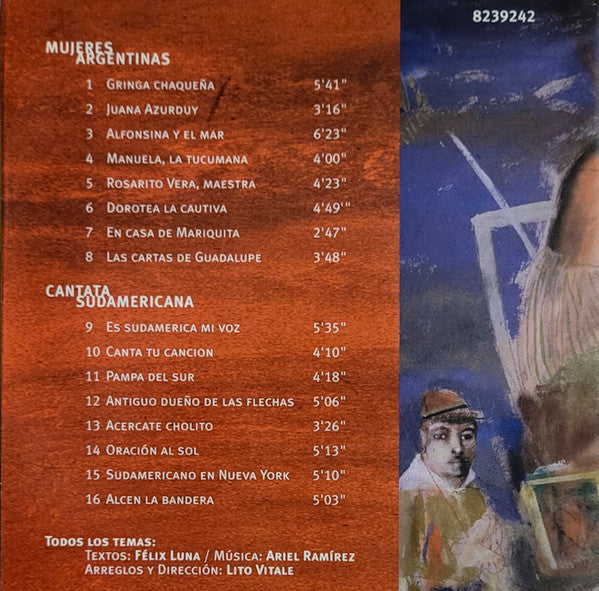 8239242
MUJERES
ARGENTINAS
1 GRINGA CHAQUEÑA 5'41"
2 JUANA AZURDUY 3'16"
3 ALFONSINA Y EL MAR 6'23"
4 MANUELA, LA TUCUMANA 4'00"
5 ROSARITO VERA, MAESTRA 4'23"
6 DOROTEA LA CAUTIVA 4'49'"
7 EN CASA DE MARIQUITA 2'47"
8 LAS CARTAS DE GUADALUPE 3'48"
CANTATA
SUDAMERICANA
9 ES SUDAMERICA MI VOZ 5'35"
10 CANTA TU CANCION 4'10"
11 PAMPA DEL SUR 4'18"
12 ANTIGUO DUEÑO DE LAS FLECHAS 5'06"
13 ACERCATE CHOLITO 3'26"
14 ORACIÓN AL SOL 5'13"
15 SUDAMERICANO EN NUEVA YORK 5'10"
16 ALCEN LA BANDERA 5'03"
TODOS LOS TEMAS:
TEXTOS: FÉLIX LUNA / MÚSICA: ARIEL RAMÍREZ
ARREGLOS Y DIRECCIÓN: LITO VITALE